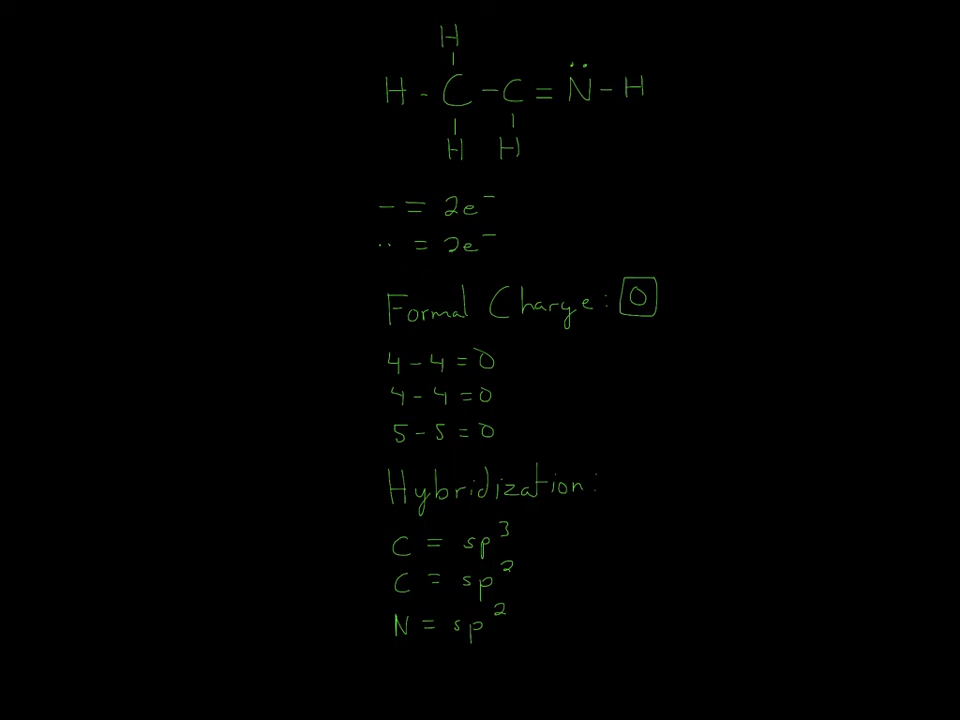 H
H - C - C = N̈ - H
H H
- = 2e⁻
·· = 2e⁻
Formal Charge: 0
4 - 4 = 0
4 - 4 = 0
5 - 5 = 0
Hybridization:
C = sp³
C = sp²
N = sp²